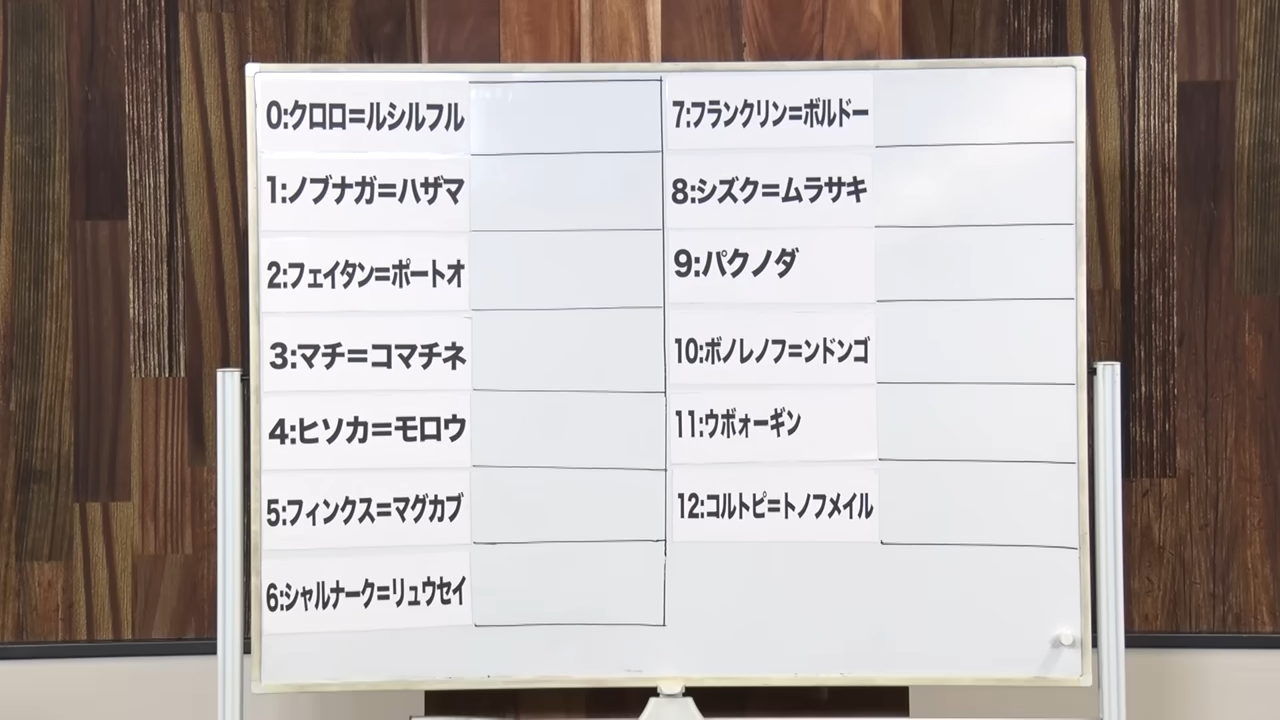 0:クロロ=ルシルフル
1:ノブナガ=ハザマ
2:フェイタン=ポートオ
3:マチ=コマチネ
4:ヒソカ=モロウ
5:フィンクス=マグカブ
6:シャルナーク=リュウセイ
7:フランクリン=ボルドー
8:シズク=ムラサキ
9:パクノダ
10:ボノレノフ=ンドンゴ
11:ウボォーギン
12:コルトピ=トノフメイル